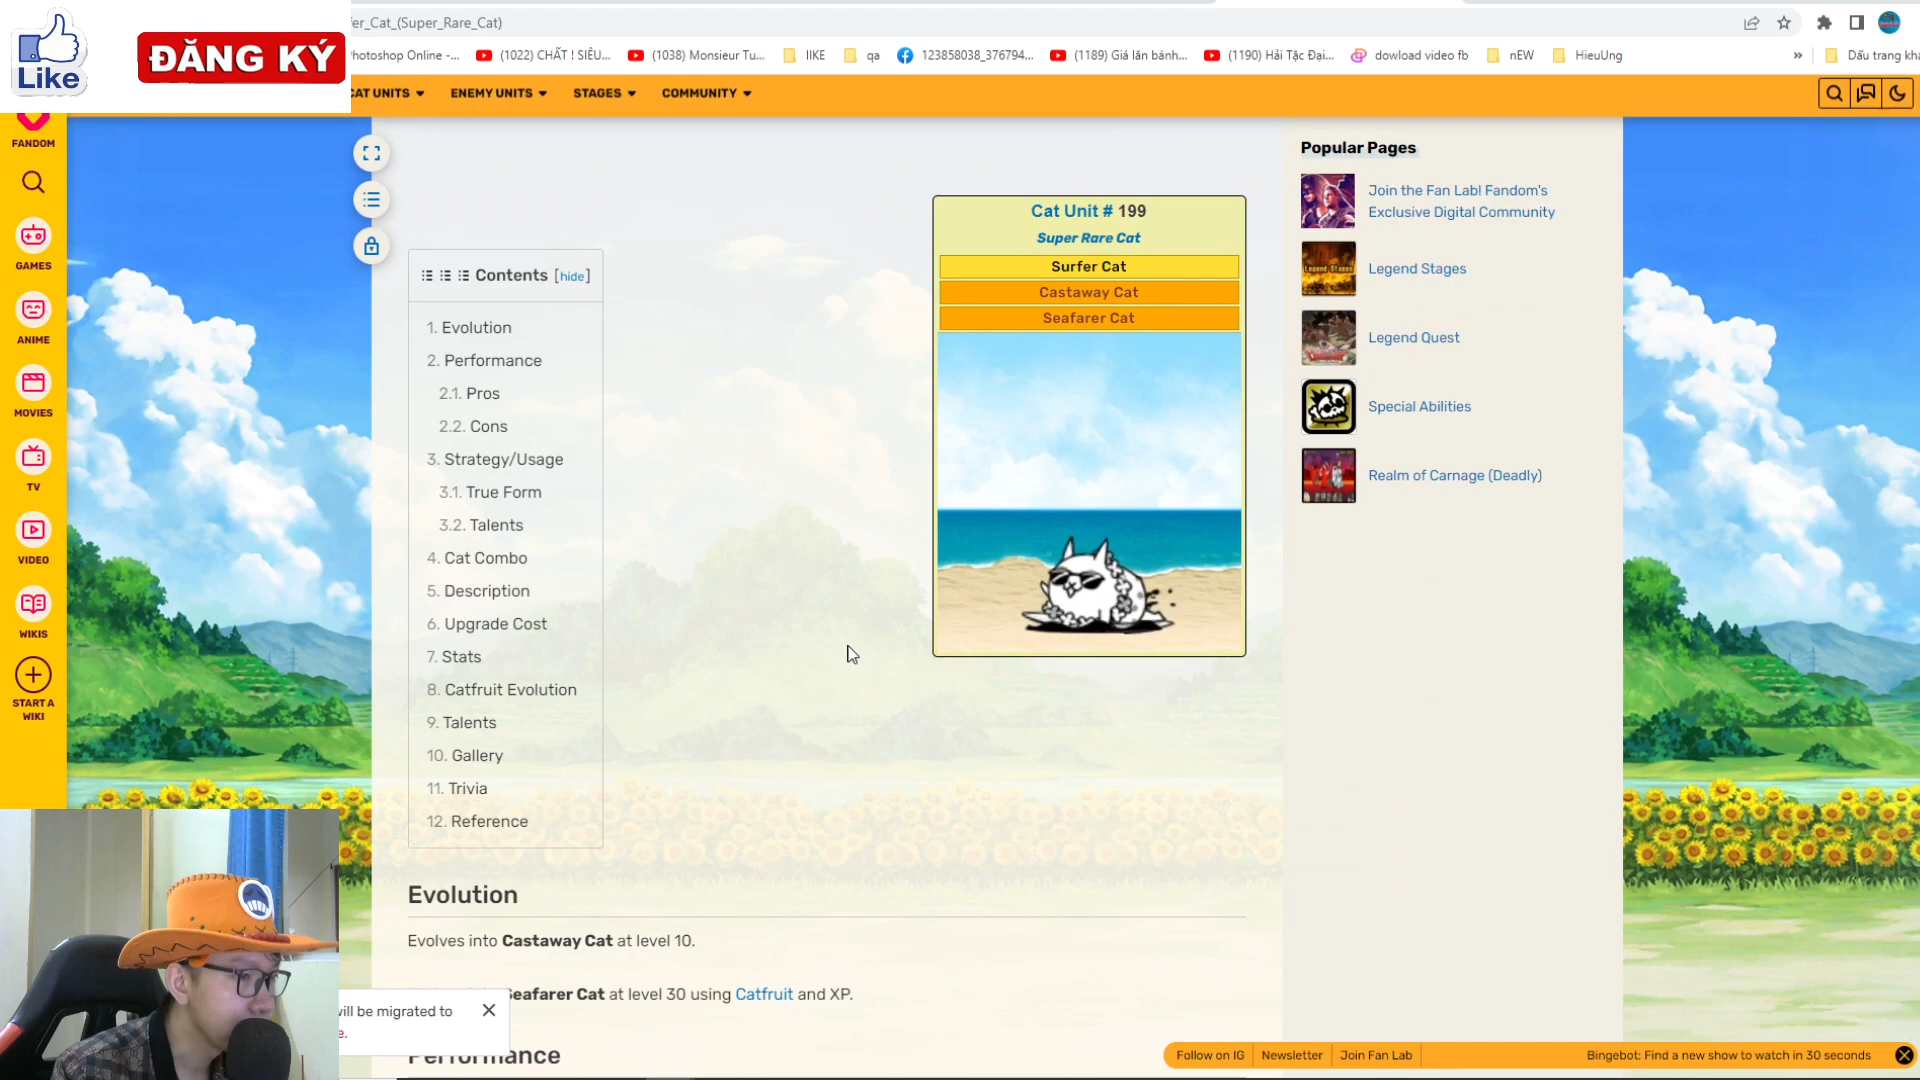 fer_Cat_(Super_Rare_Cat)
Like
ĐĂNG KÝ
hotoshop Online -...
(1022) CHẤT ! SIÊU...
(1038) Monsieur Tu...
lIKE
qa
123858038_376794...
(1189) Giá lăn bánh...
(1190) Hải Tặc Đại...
dowload video fb
nEW
HieuUng
»
Dấu trang khá
CAT UNITS
ENEMY UNITS
STAGES
COMMUNITY
FANDOM
GAMES
ANIME
MOVIES
TV
VIDEO
WIKIS
START A
WIKI
Contents [hide]
1. Evolution
2. Performance
2.1. Pros
2.2. Cons
3. Strategy/Usage
3.1. True Form
3.2. Talents
4. Cat Combo
5. Description
6. Upgrade Cost
7. Stats
8. Catfruit Evolution
9. Talents
10. Gallery
11. Trivia
12. Reference
Cat Unit # 199
Super Rare Cat
Surfer Cat
Castaway Cat
Seafarer Cat
Popular Pages
Join the Fan Lab! Fandom's
Exclusive Digital Community
Legend Stages
Legend Quest
Special Abilities
Realm of Carnage (Deadly)
Evolution
Evolves into Castaway Cat at level 10.
Seafarer Cat at level 30 using Catfruit and XP.
will be migrated to
e.
Performance
Follow on IG
Newsletter
Join Fan Lab
Bingebot: Find a new show to watch in 30 seconds